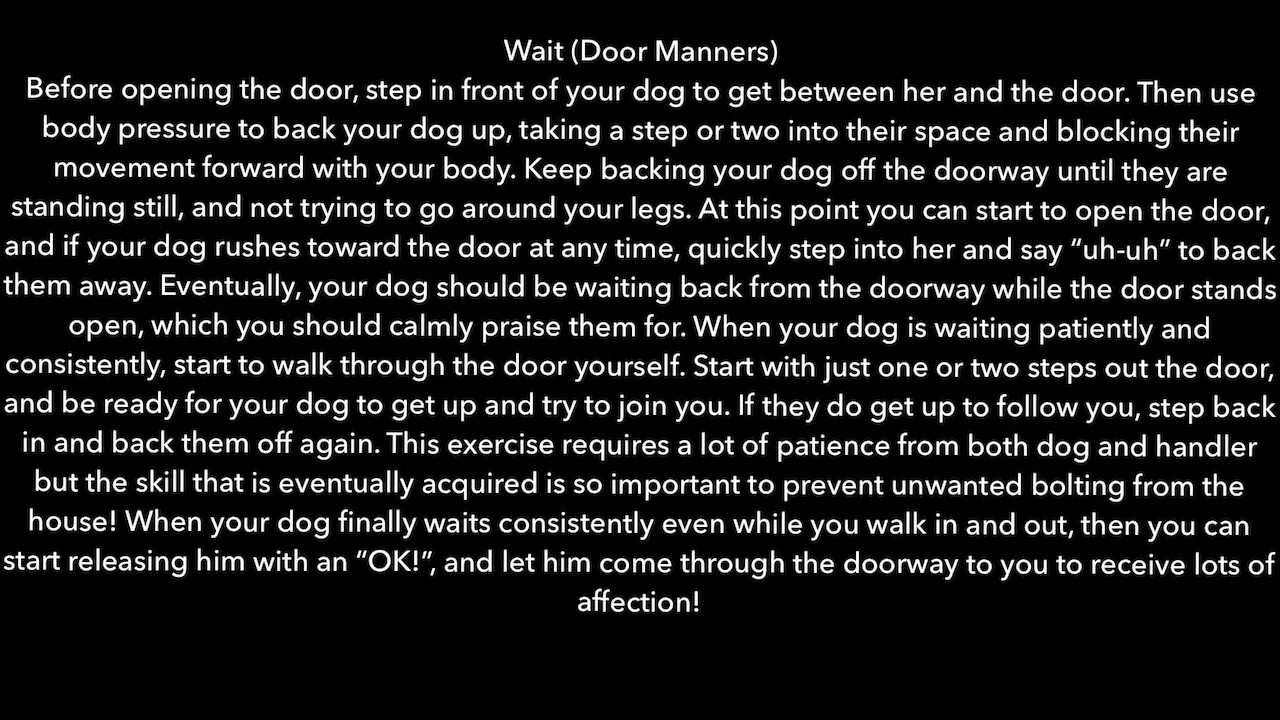 Wait (Door Manners)
Before opening the door, step in front of your dog to get between her and the door. Then use
body pressure to back your dog up, taking a step or two into their space and blocking their
movement forward with your body. Keep backing your dog off the doorway until they are
standing still, and not trying to go around your legs. At this point you can start to open the door,
and if your dog rushes toward the door at any time, quickly step into her and say “uh-uh” to back
them away. Eventually, your dog should be waiting back from the doorway while the door stands
open, which you should calmly praise them for. When your dog is waiting patiently and
consistently, start to walk through the door yourself. Start with just one or two steps out the door,
and be ready for your dog to get up and try to join you. If they do get up to follow you, step back
in and back them off again. This exercise requires a lot of patience from both dog and handler
but the skill that is eventually acquired is so important to prevent unwanted bolting from the
house! When your dog finally waits consistently even while you walk in and out, then you can
start releasing him with an “OK!”, and let him come through the doorway to you to receive lots of
affection!